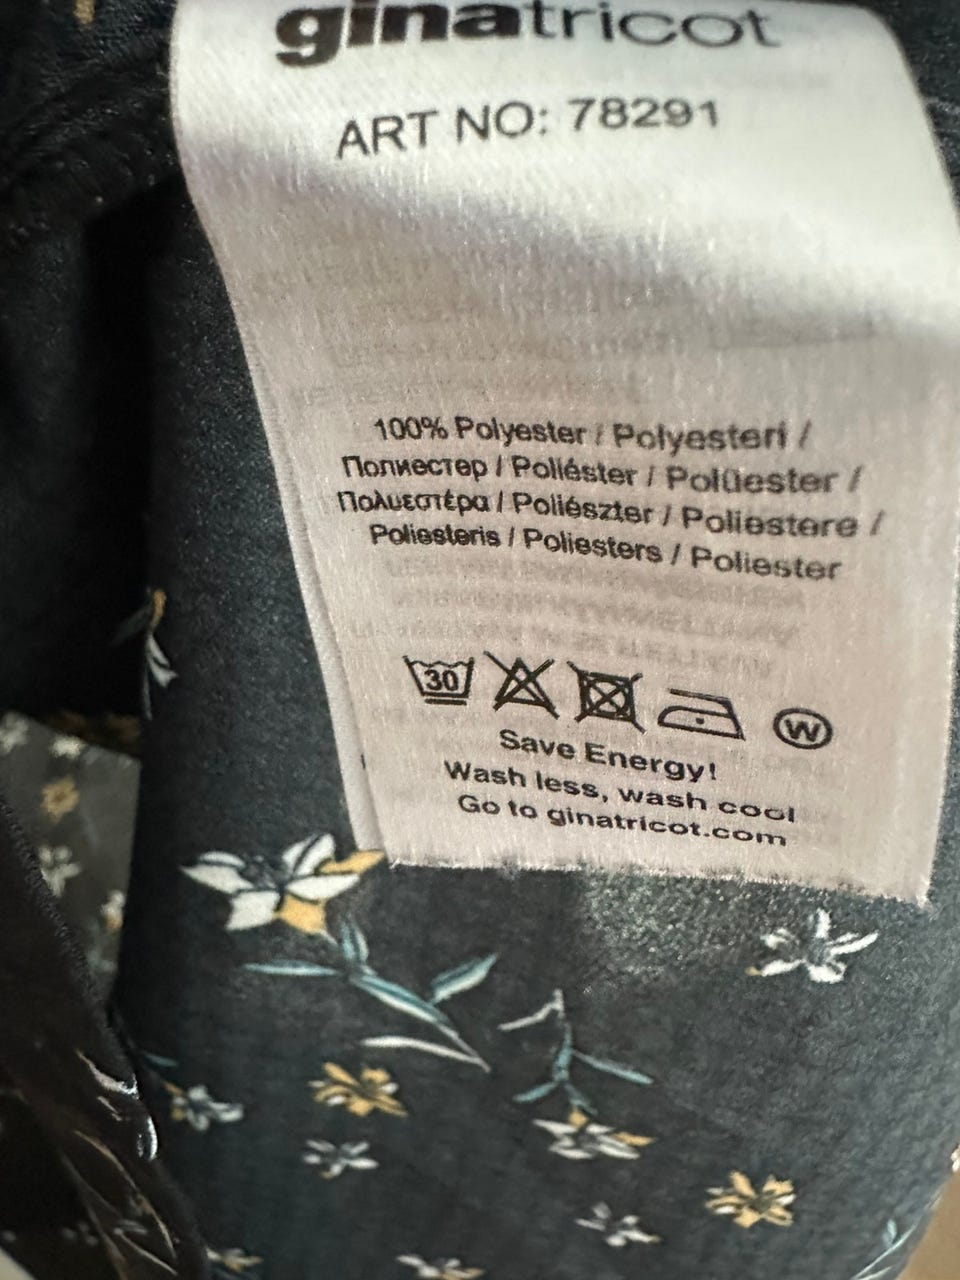 ginatricot
ART NO: 78291
100% Polyester / Polyesteri /
Полиестер / Poliéster / Polüester /
Πολυεστέρα / Poliészter / Poliestere /
Poliesteris / Poliesters / Poliester
30
W
Save Energy!
Wash less, wash cool
Go to ginatricot.com